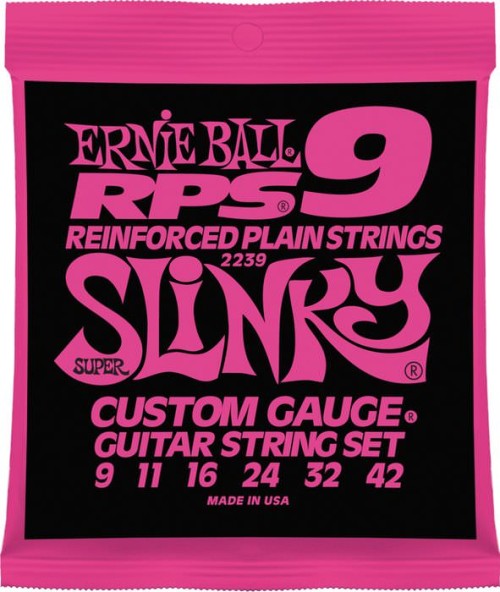 ERNIE BALL®
RPS® 9
REINFORCED PLAIN STRINGS
2239
SUPER SLINKY®
CUSTOM GAUGE®
GUITAR STRING SET
9 11 16 24 32 42
MADE IN USA